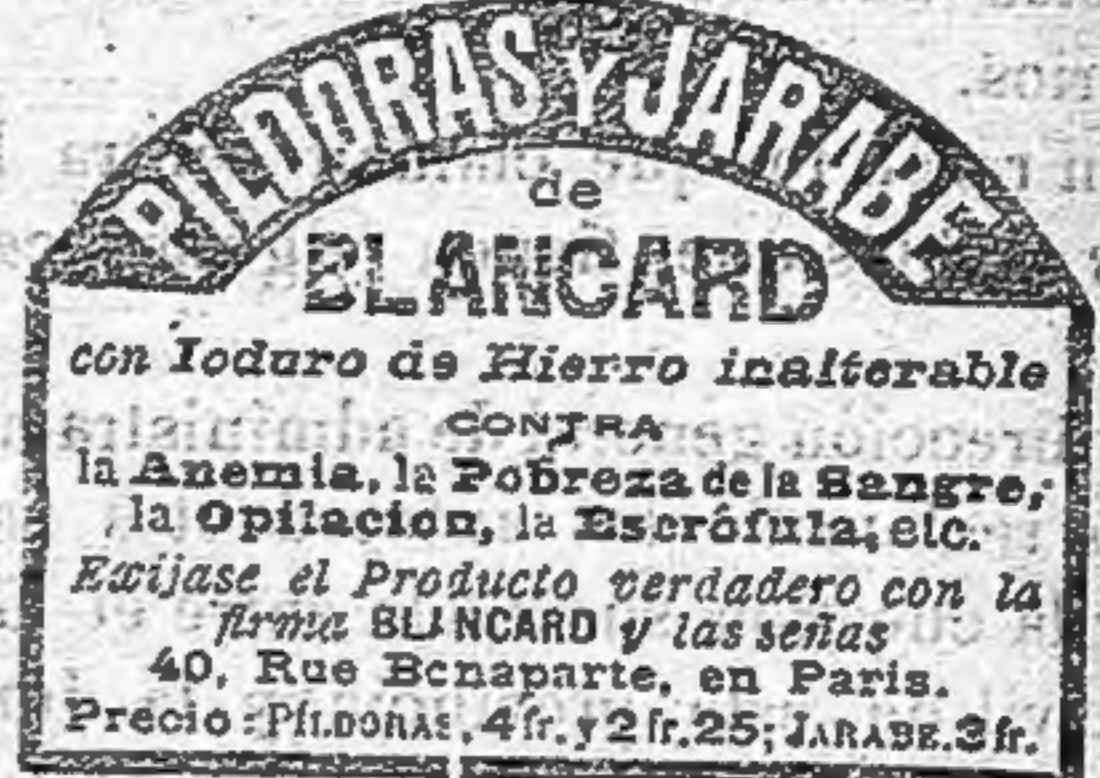 PILDORAS Y JARABE
de
BLANCARD
con Ioduro de Hierro inalterable
CONTRA
la Anemia, la Pobreza de la Sangre,
la Opilacion, la Escrófula, etc.
Exijase el Producto verdadero con la
firma BLANCARD y las señas
40, Rue Bonaparte, en Paris.
Precio: PÍLDORAS, 4 fr. y 2 fr. 25; JARABE, 3 fr.